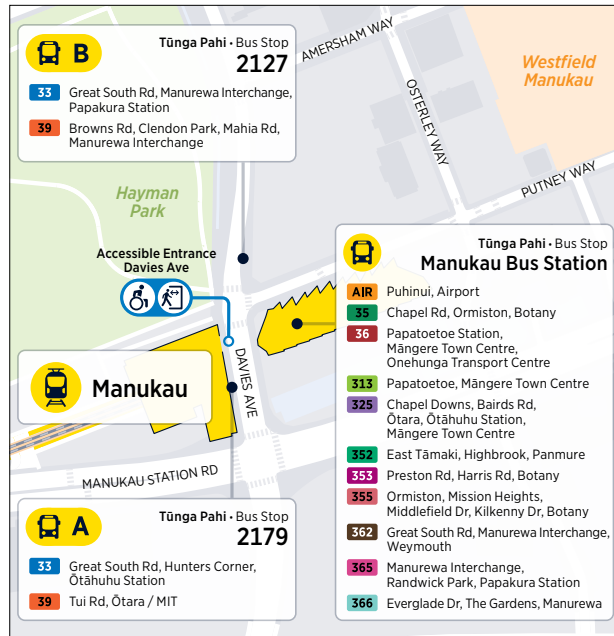 B
Tūnga Pahi • Bus Stop
2127
33 Great South Rd, Manurewa Interchange,
Papakura Station
39 Browns Rd, Clendon Park, Mahia Rd,
Manurewa Interchange
AMERSHAM WAY
OSTERLEY WAY
Westfield
Manukau
PUTNEY WAY
Hayman
Park
Accessible Entrance
Davies Ave
Manukau
DAVIES AVE
MANUKAU STATION RD
A
Tūnga Pahi • Bus Stop
2179
33 Great South Rd, Hunters Corner,
Ōtāhuhu Station
39 Tui Rd, Ōtara / MIT
Tūnga Pahi • Bus Stop
Manukau Bus Station
AIR Puhinui, Airport
35 Chapel Rd, Ormiston, Botany
36 Papatoetoe Station,
Māngere Town Centre,
Onehunga Transport Centre
313 Papatoetoe, Māngere Town Centre
325 Chapel Downs, Bairds Rd,
Ōtara, Ōtāhuhu Station,
Māngere Town Centre
352 East Tāmaki, Highbrook, Panmure
353 Preston Rd, Harris Rd, Botany
355 Ormiston, Mission Heights,
Middlefield Dr, Kilkenny Dr, Botany
362 Great South Rd, Manurewa Interchange,
Weymouth
365 Manurewa Interchange,
Randwick Park, Papakura Station
366 Everglade Dr, The Gardens, Manurewa